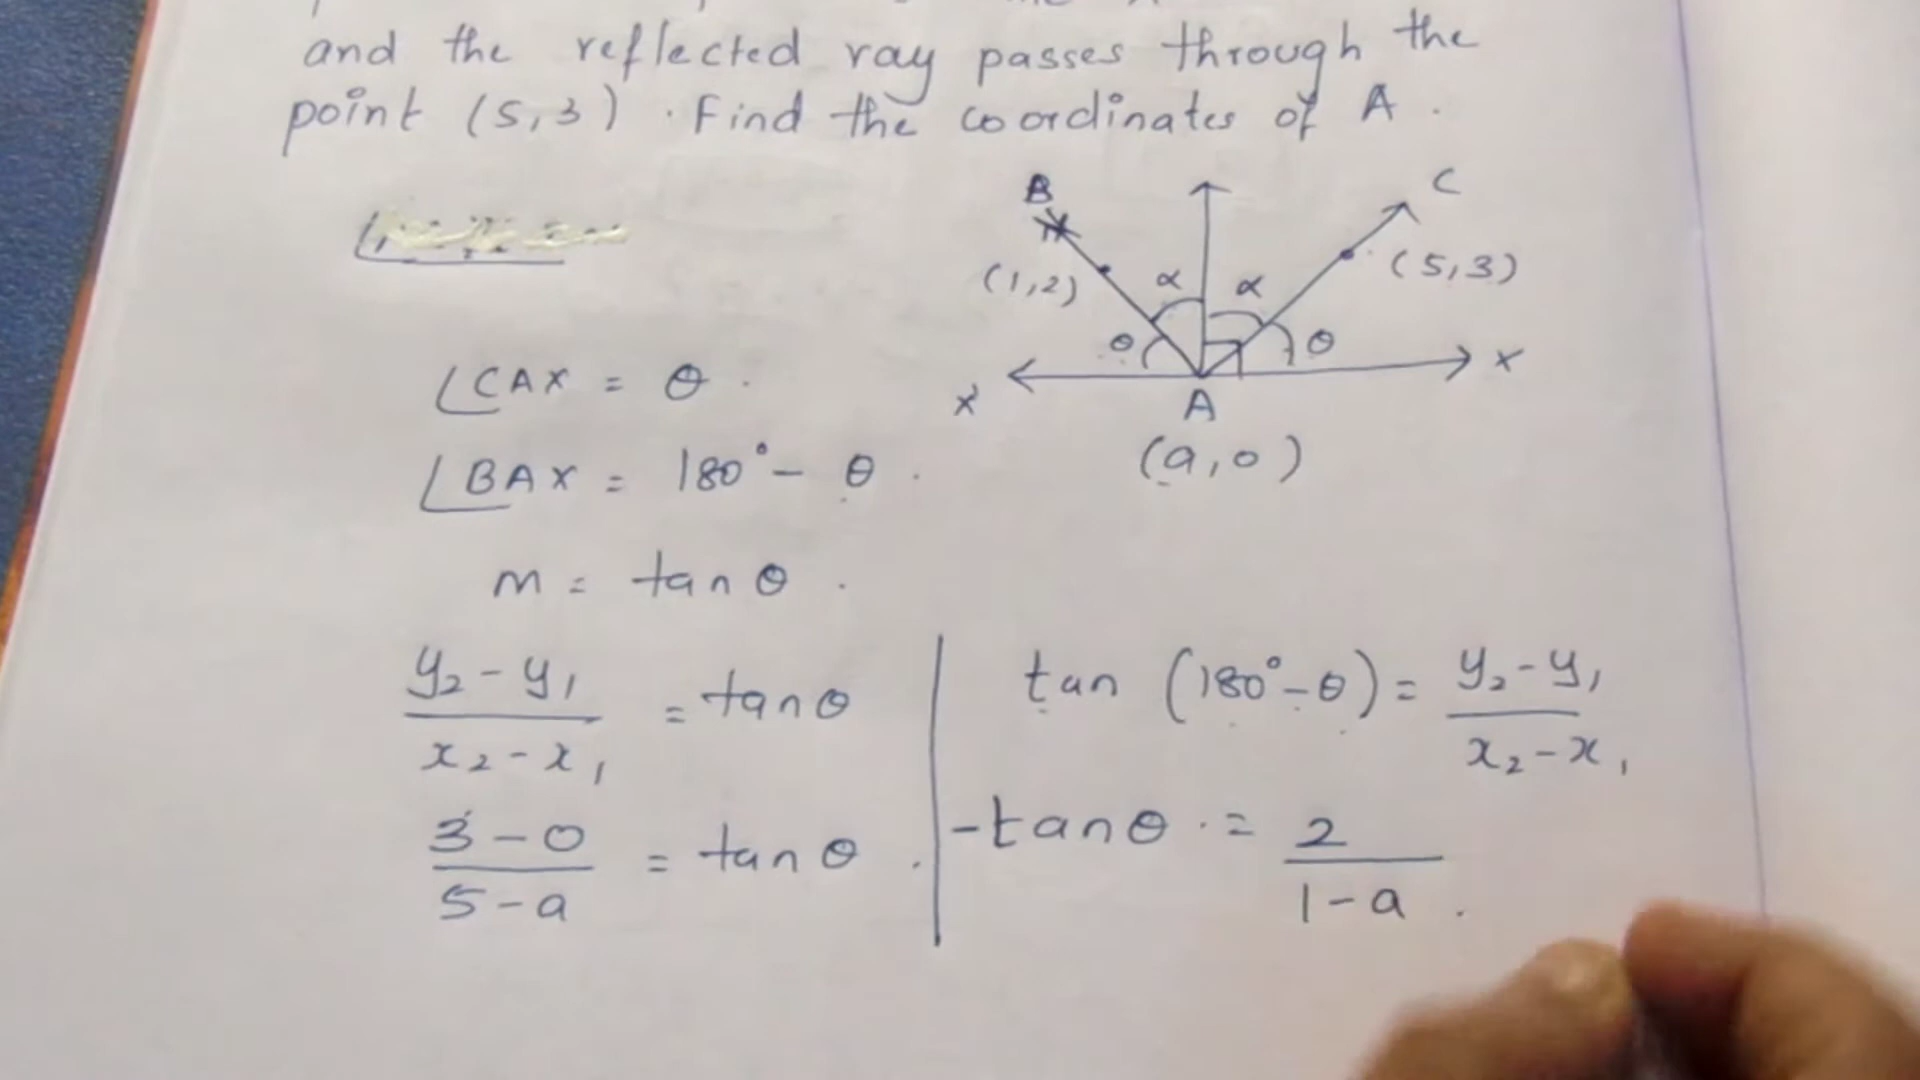 and the reflected ray passes through the
point (5,3). Find the coordinates of A.
B
C
(1,2)
α
α
(5,3)
θ
θ
x
x'
A
(a,0)
∠CAX = θ.
∠BAX = 180° - θ.
m = tan θ.
y₂ - y₁ / x₂ - x₁ = tan θ
tan (180° - θ) = y₂ - y₁ / x₂ - x₁
3 - 0 / 5 - a = tan θ.
-tan θ = 2 / 1 - a.